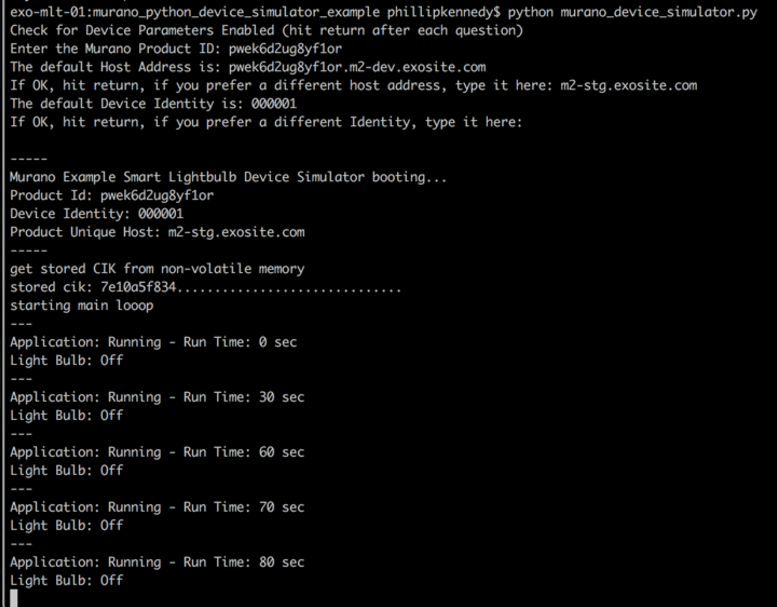 exo-mlt-01:murano_python_device_simulator_example phillipkennedy$ python murano_device_simulator.py
Check for Device Parameters Enabled (hit return after each question)
Enter the Murano Product ID: pwek6d2ug8yf1or
The default Host Address is: pwek6d2ug8yf1or.m2-dev.exosite.com
If OK, hit return, if you prefer a different host address, type it here: m2-stg.exosite.com
The default Device Identity is: 000001
If OK, hit return, if you prefer a different Identity, type it here:
-----
Murano Example Smart Lightbulb Device Simulator booting...
Product Id: pwek6d2ug8yf1or
Device Identity: 000001
Product Unique Host: m2-stg.exosite.com
-----
get stored CIK from non-volatile memory
stored cik: 7e10a5f834..............................
starting main looop
---
Application: Running - Run Time: 0 sec
Light Bulb: Off
---
Application: Running - Run Time: 30 sec
Light Bulb: Off
---
Application: Running - Run Time: 60 sec
Light Bulb: Off
---
Application: Running - Run Time: 70 sec
Light Bulb: Off
---
Application: Running - Run Time: 80 sec
Light Bulb: Off